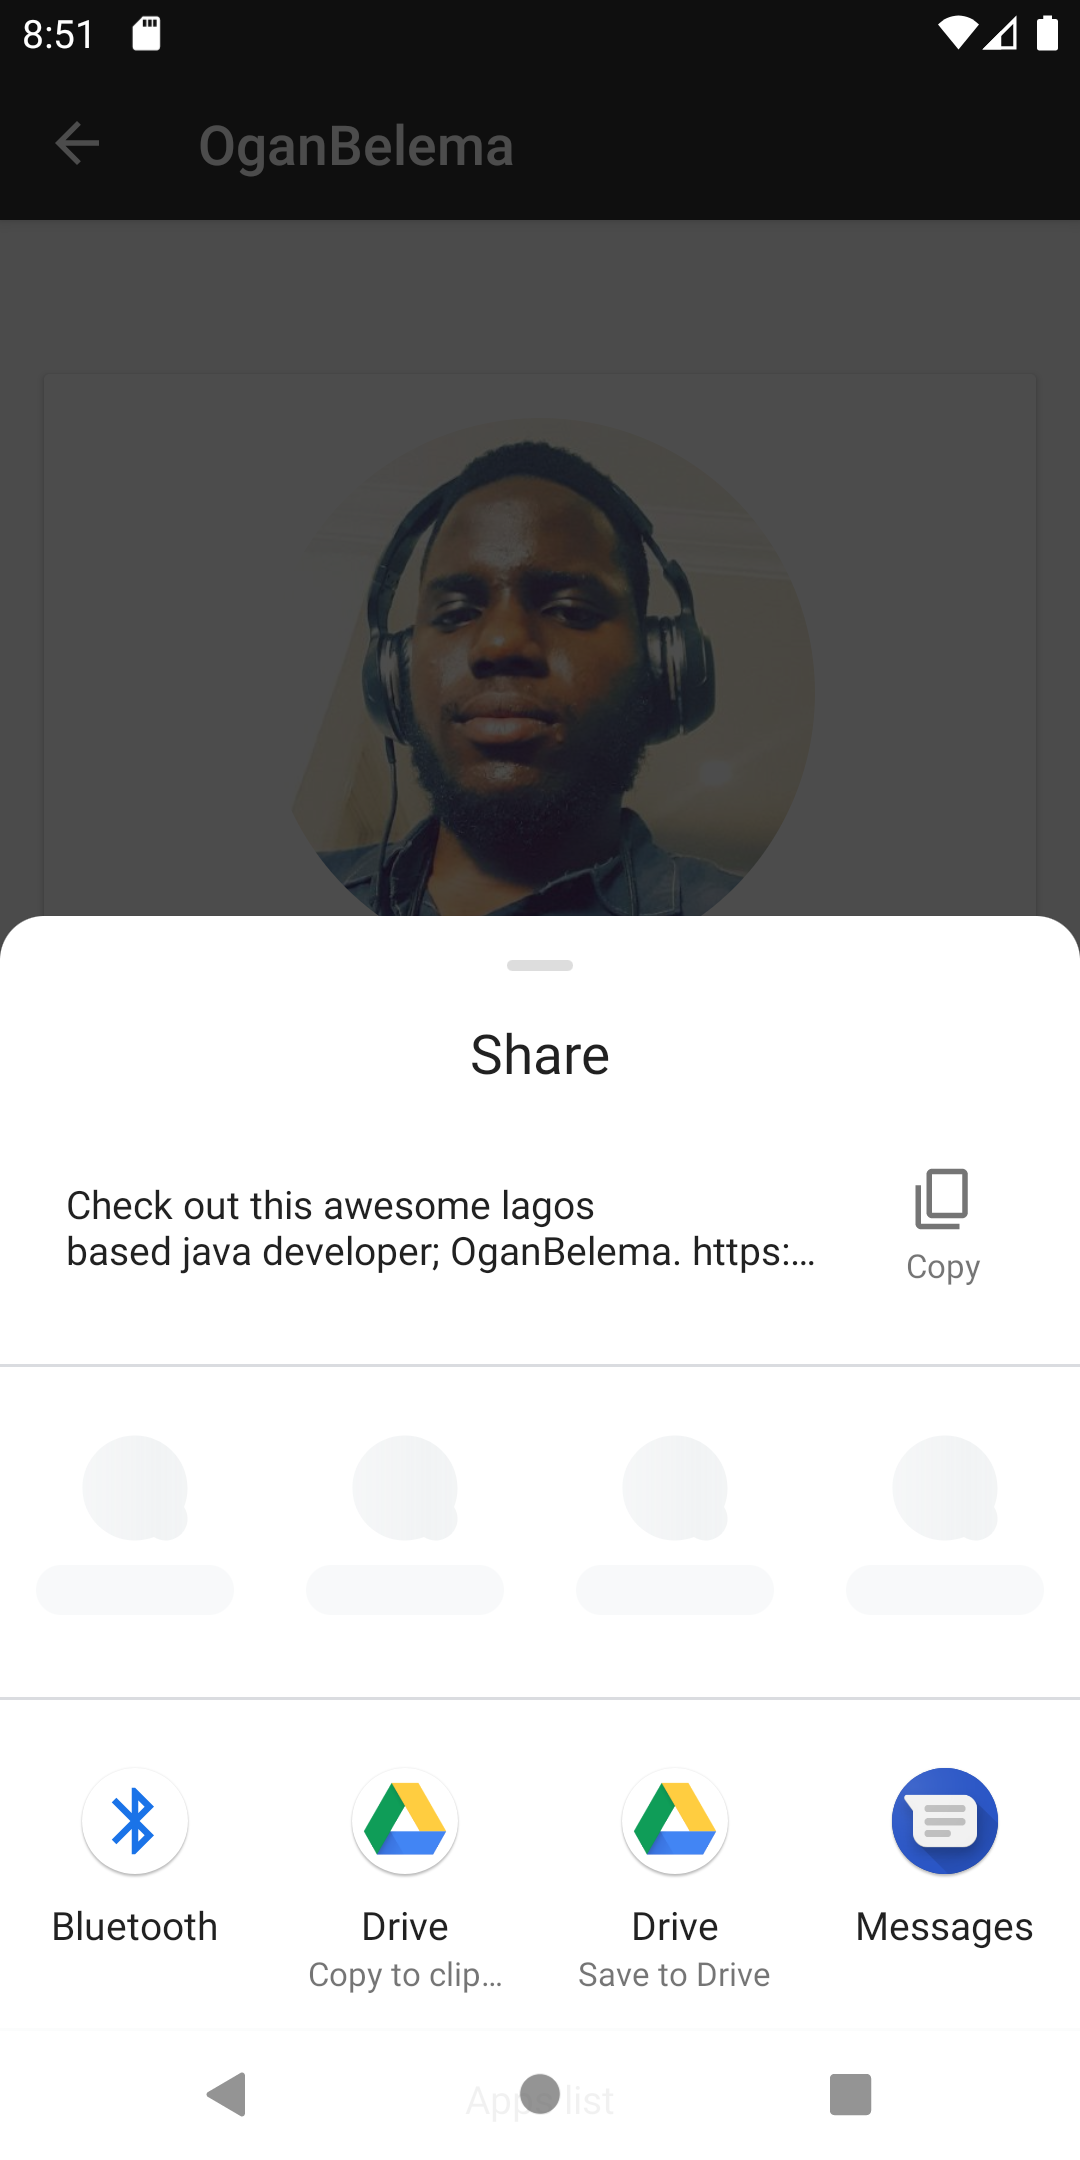 8:51
OganBelema
Share
Check out this awesome lagos
based java developer; OganBelema. https:...
Copy
Bluetooth
Drive
Drive
Messages
Copy to clip...
Save to Drive
Apps list